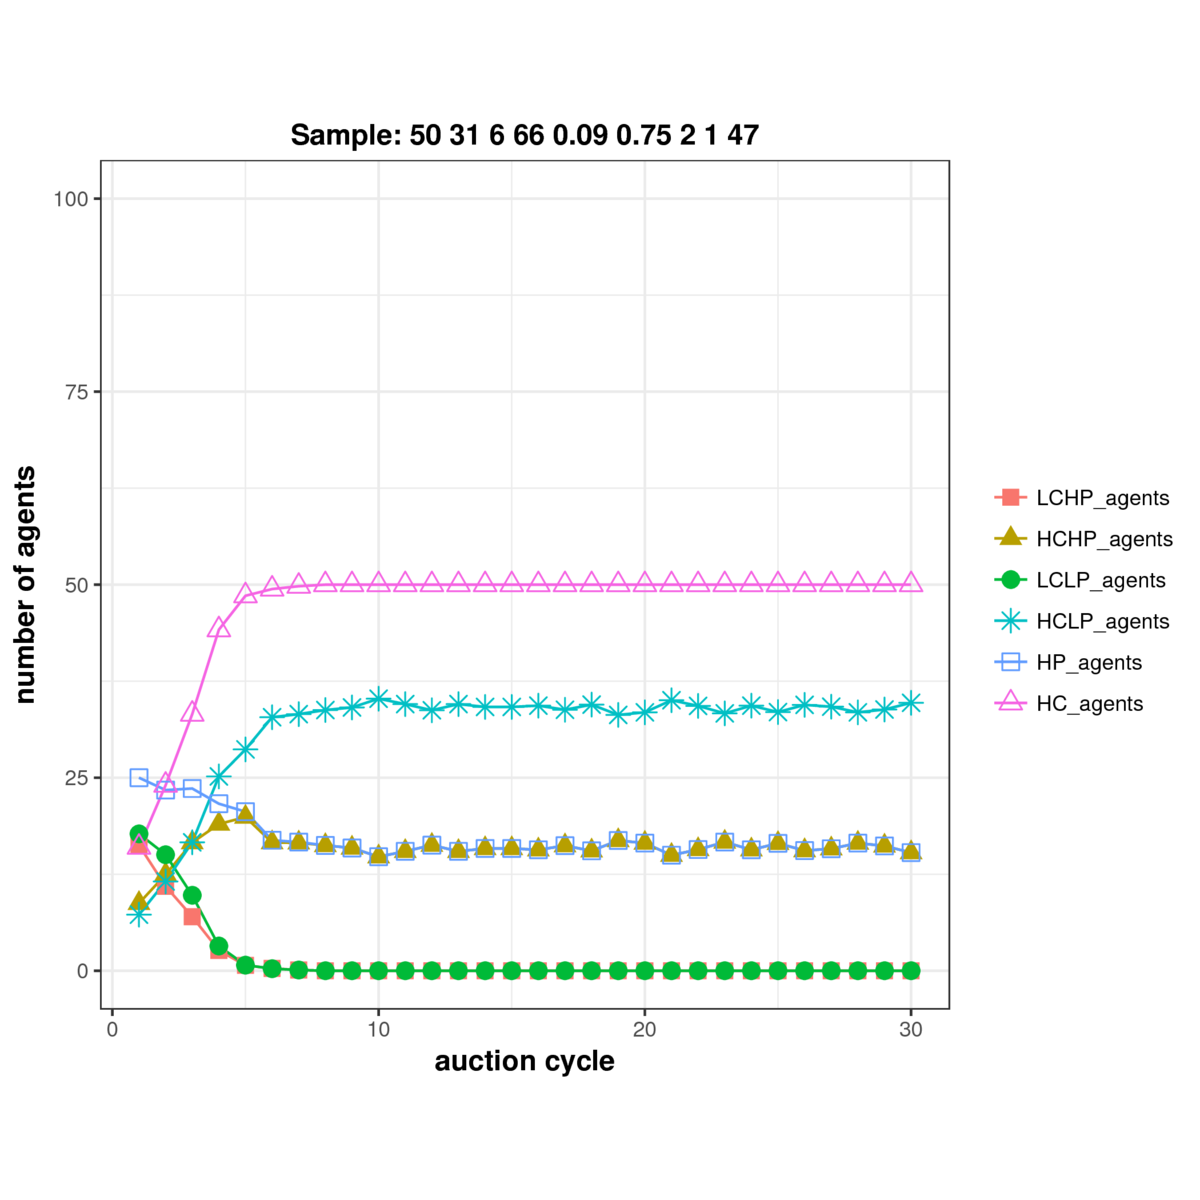 Sample: 50 31 6 66 0.09 0.75 2 1 47
100
75
50
25
0
number of agents
0
10
20
30
auction cycle
LCHP_agents
HCHP_agents
LCLP_agents
HCLP_agents
HP_agents
HC_agents